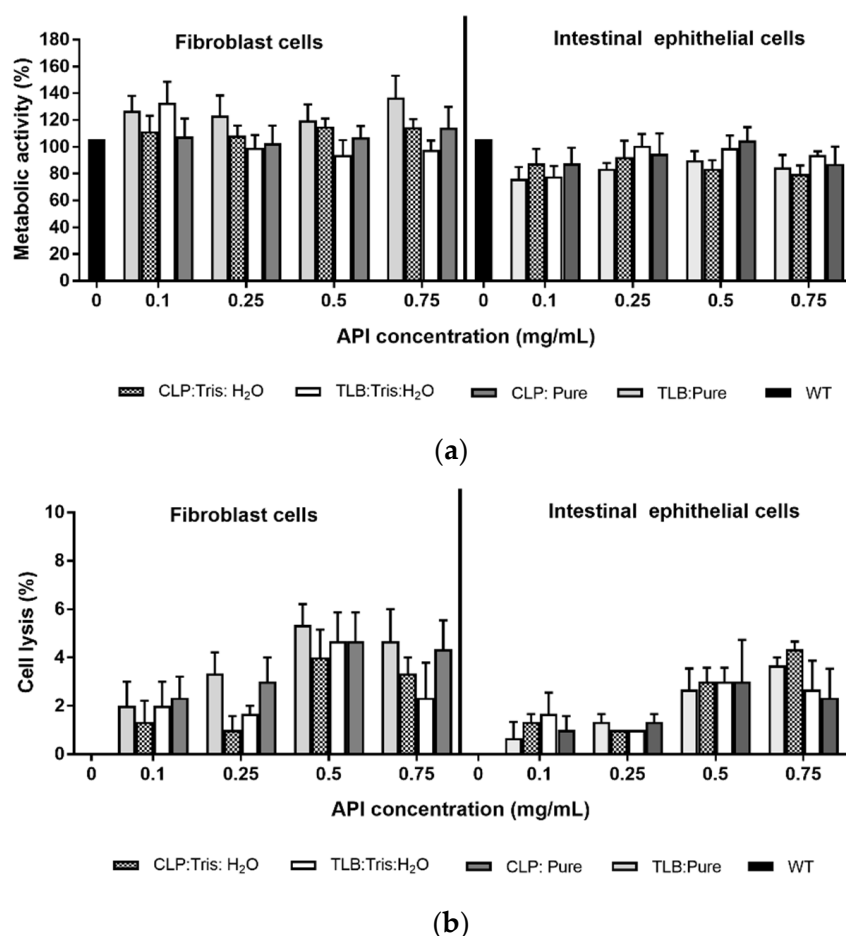 Fibroblast cells
Intestinal ephithelial cells
Metabolic activity (%)
180
160
140
120
100
80
60
40
20
0
0 0.1 0.25 0.5 0.75 0 0.1 0.25 0.5 0.75
API concentration (mg/mL)
CLP:Tris: H₂O TLB:Tris:H₂O CLP: Pure TLB:Pure WT
(a)
Fibroblast cells
Intestinal ephithelial cells
Cell lysis (%)
10
8
6
4
2
0
0 0.1 0.25 0.5 0.75 0 0.1 0.25 0.5 0.75
API concentration (mg/mL)
CLP:Tris: H₂O TLB:Tris:H₂O CLP: Pure TLB:Pure WT
(b)